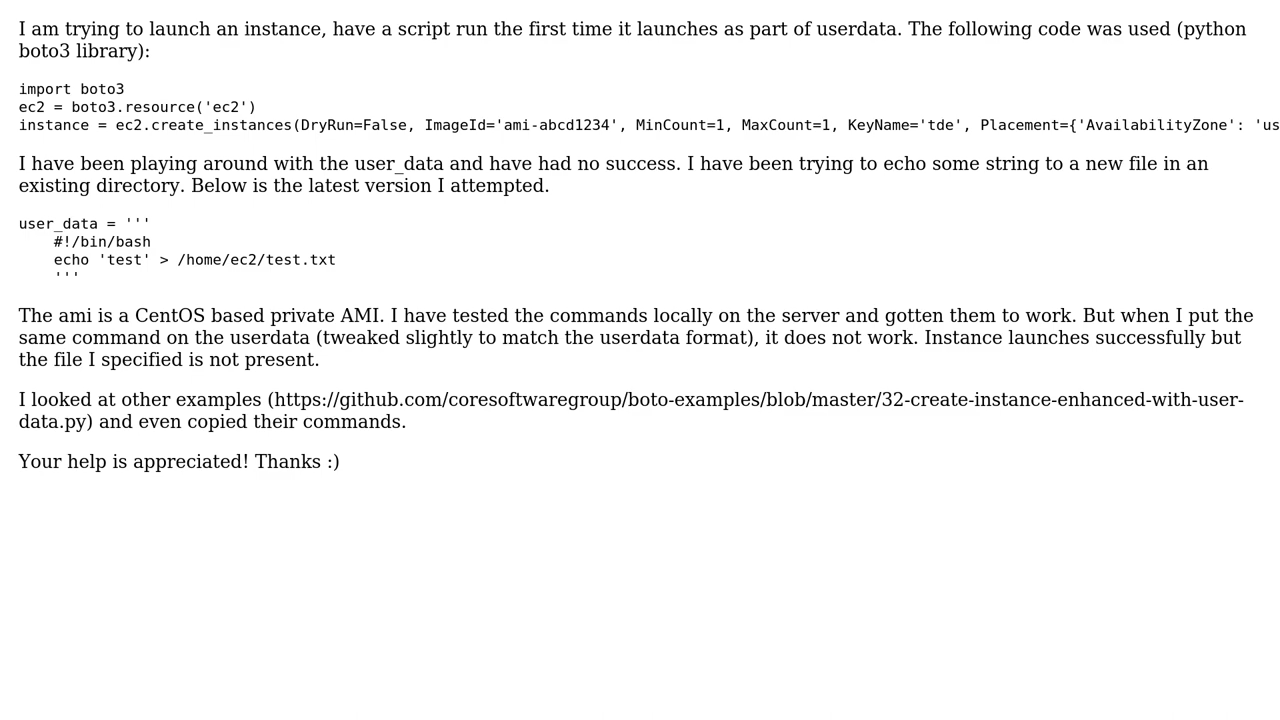 I am trying to launch an instance, have a script run the first time it launches as part of userdata. The following code was used (python
boto3 library):
import boto3
ec2 = boto3.resource('ec2')
instance = ec2.create_instances(DryRun=False, ImageId='ami-abcd1234', MinCount=1, MaxCount=1, KeyName='tde', Placement={'AvailabilityZone': 'us
I have been playing around with the user_data and have had no success. I have been trying to echo some string to a new file in an
existing directory. Below is the latest version I attempted.
user_data = '''
    #!/bin/bash
    echo 'test' > /home/ec2/test.txt
    '''
The ami is a CentOS based private AMI. I have tested the commands locally on the server and gotten them to work. But when I put the
same command on the userdata (tweaked slightly to match the userdata format), it does not work. Instance launches successfully but
the file I specified is not present.
I looked at other examples (https://github.com/coresoftwaregroup/boto-examples/blob/master/32-create-instance-enhanced-with-user-
data.py) and even copied their commands.
Your help is appreciated! Thanks :)